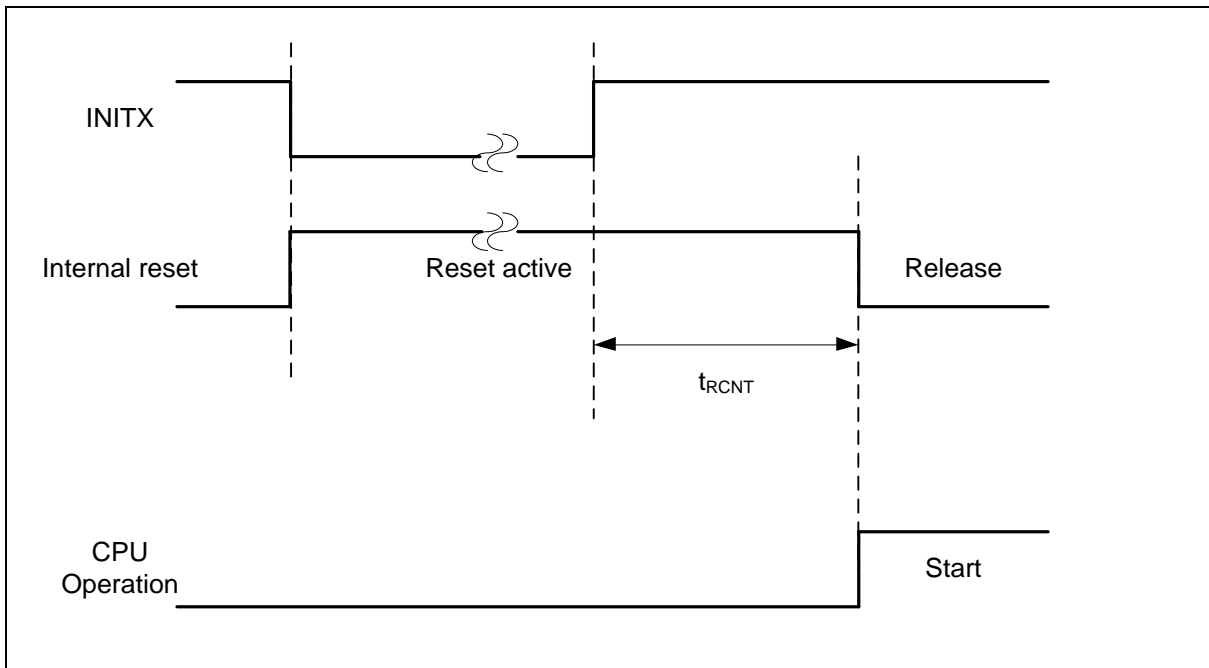 INITX
Internal reset
Reset active
Release
tRCNT
CPU
Operation
Start